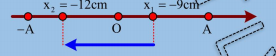 x₂ = −12cm x₁ = −9cm
−A O A